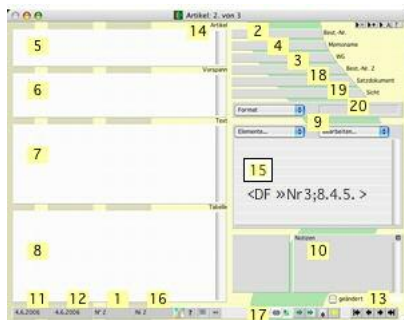 Artikel: 2. von 3
Artikel
14
5
2
Best.-Nr.
4
Memoname
3
WG
Vorspann
18
Best.-Nr. 2
6
19
Satzdokument
Sicht
Format
20
Text
9
Elemente...
bearbeiten...
7
15
<DF »Nr3;8.4.5. >
Tabelle
8
Notizen
10
11
12
1
16
geändert
13
4.6.2006
4.6.2006
N° 2
N: 2
17